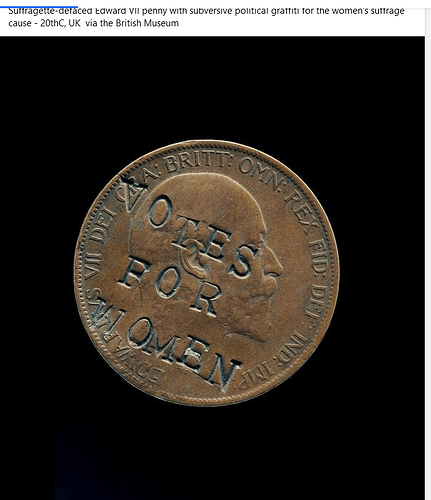 Suffragette-defaced Edward VII penny with subversive political graffiti for the women's suffrage
cause - 20thC, UK via the British Museum
EDWARDVS VII DEI GRA: BRITT: OMN: REX FID: DEF: IND: IMP:
VOTES
FOR
WOMEN